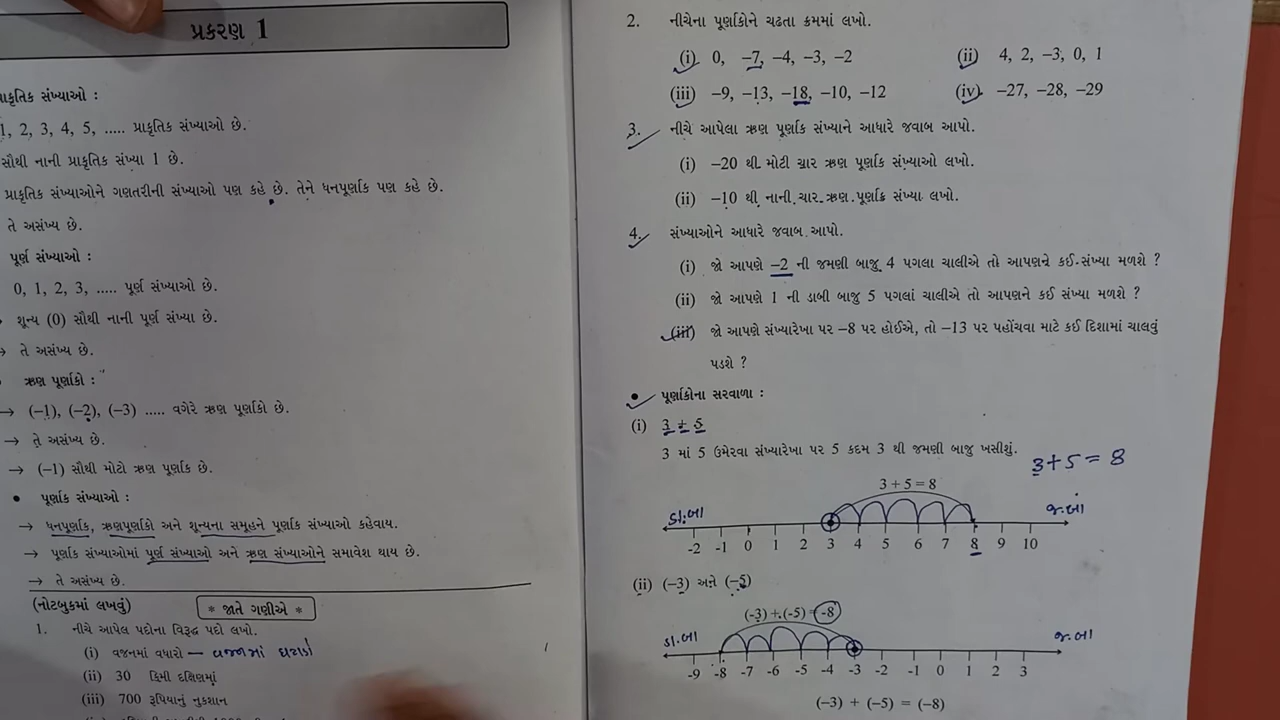 પ્રકરણ 1
પ્રાકૃતિક સંખ્યાઓ :
1, 2, 3, 4, 5, ..... પ્રાકૃતિક સંખ્યાઓ છે.
સૌથી નાની પ્રાકૃતિક સંખ્યા 1 છે.
પ્રાકૃતિક સંખ્યાઓને ગણતરીની સંખ્યાઓ પણ કહે છે. તેને ધનપૂર્ણાંક પણ કહે છે.
તે અસંખ્ય છે.
પૂર્ણ સંખ્યાઓ :
0, 1, 2, 3, ..... પૂર્ણ સંખ્યાઓ છે.
શૂન્ય (0) સૌથી નાની પૂર્ણ સંખ્યા છે.
→ તે અસંખ્ય છે.
ઋણ પૂર્ણાંકો :
→ (−1), (−2), (−3) ..... વગેરે ઋણ પૂર્ણાંકો છે.
→ તે અસંખ્ય છે.
→ (−1) સૌથી મોટો ઋણ પૂર્ણાંક છે.
• પૂર્ણાંક સંખ્યાઓ :
→ ધનપૂર્ણાંક, ઋણપૂર્ણાંકો અને શૂન્યના સમૂહને પૂર્ણાંક સંખ્યાઓ કહેવાય.
→ પૂર્ણાંક સંખ્યાઓમાં પૂર્ણ સંખ્યાઓ અને ઋણ સંખ્યાઓને સમાવેશ થાય છે.
→ તે અસંખ્ય છે.
(નોટબુકમાં લખવું) * જાતે ગણીએ *
1. નીચે આપેલ પદોના વિરૂદ્ધ પદો લખો.
(i) વજનમાં વધારો — વજનમાં ઘટાડો
(ii) 30 કિમી દક્ષિણમાં
(iii) 700 રૂપિયાનું નુકશાન
2. નીચેના પૂર્ણાંકોને ચઢતા ક્રમમાં લખો.
(i) 0, −7, −4, −3, −2 (ii) 4, 2, −3, 0, 1
(iii) −9, −13, −18, −10, −12 (iv) −27, −28, −29
3. નીચે આપેલા ઋણ પૂર્ણાંક સંખ્યાને આધારે જવાબ આપો.
(i) −20 થી મોટી ચાર ઋણ પૂર્ણાંક સંખ્યાઓ લખો.
(ii) −10 થી નાની ચાર ઋણ પૂર્ણાંક સંખ્યા લખો.
4. સંખ્યાઓને આધારે જવાબ આપો.
(i) જો આપણે −2 ની જમણી બાજુ 4 પગલા ચાલીએ તો આપણને કઈ સંખ્યા મળશે ?
(ii) જો આપણે 1 ની ડાબી બાજુ 5 પગલાં ચાલીએ તો આપણને કઈ સંખ્યા મળશે ?
(iii) જો આપણે સંખ્યારેખા પર −8 પર હોઈએ, તો −13 પર પહોંચવા માટે કઈ દિશામાં ચાલવું
પડશે ?
• પૂર્ણાંકોના સરવાળા :
(i) 3 + 5
3 માં 5 ઉમેરવા સંખ્યારેખા પર 5 કદમ 3 થી જમણી બાજુ ખસીશું.
3+5 = 8
3 + 5 = 8
ડા.બા જ.બા
-2 -1 0 1 2 3 4 5 6 7 8 9 10
(ii) (−3) અને (−5)
(-3) + (-5) = -8
ડા.બા જ.બા
-9 -8 -7 -6 -5 -4 -3 -2 -1 0 1 2 3
(−3) + (−5) = (−8)